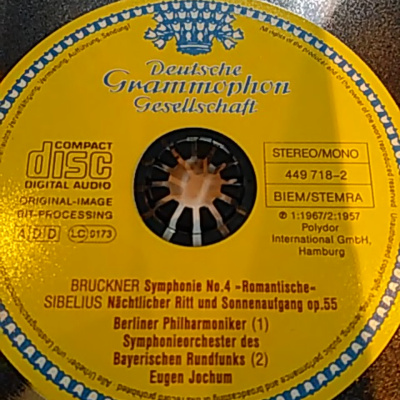 Deutsche
Grammophon
Gesellschaft
COMPACT
disc
DIGITAL AUDIO
ORIGINAL-IMAGE
BIT-PROCESSING
ADD LC 0173
STEREO/MONO
449 718-2
BIEM/STEMRA
℗ 1:1967/2:1957
Polydor
International GmbH,
Hamburg
BRUCKNER Symphonie No.4 »Romantische«
SIBELIUS Nächtlicher Ritt und Sonnenaufgang op.55
Berliner Philharmoniker (1)
Symphonieorchester des
Bayerischen Rundfunks (2)
Eugen Jochum